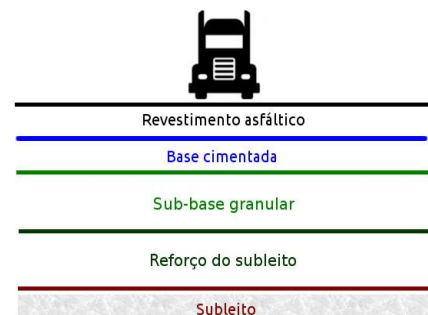 Revestimento asfáltico
Base cimentada
Sub-base granular
Reforço do subleito
Subleito